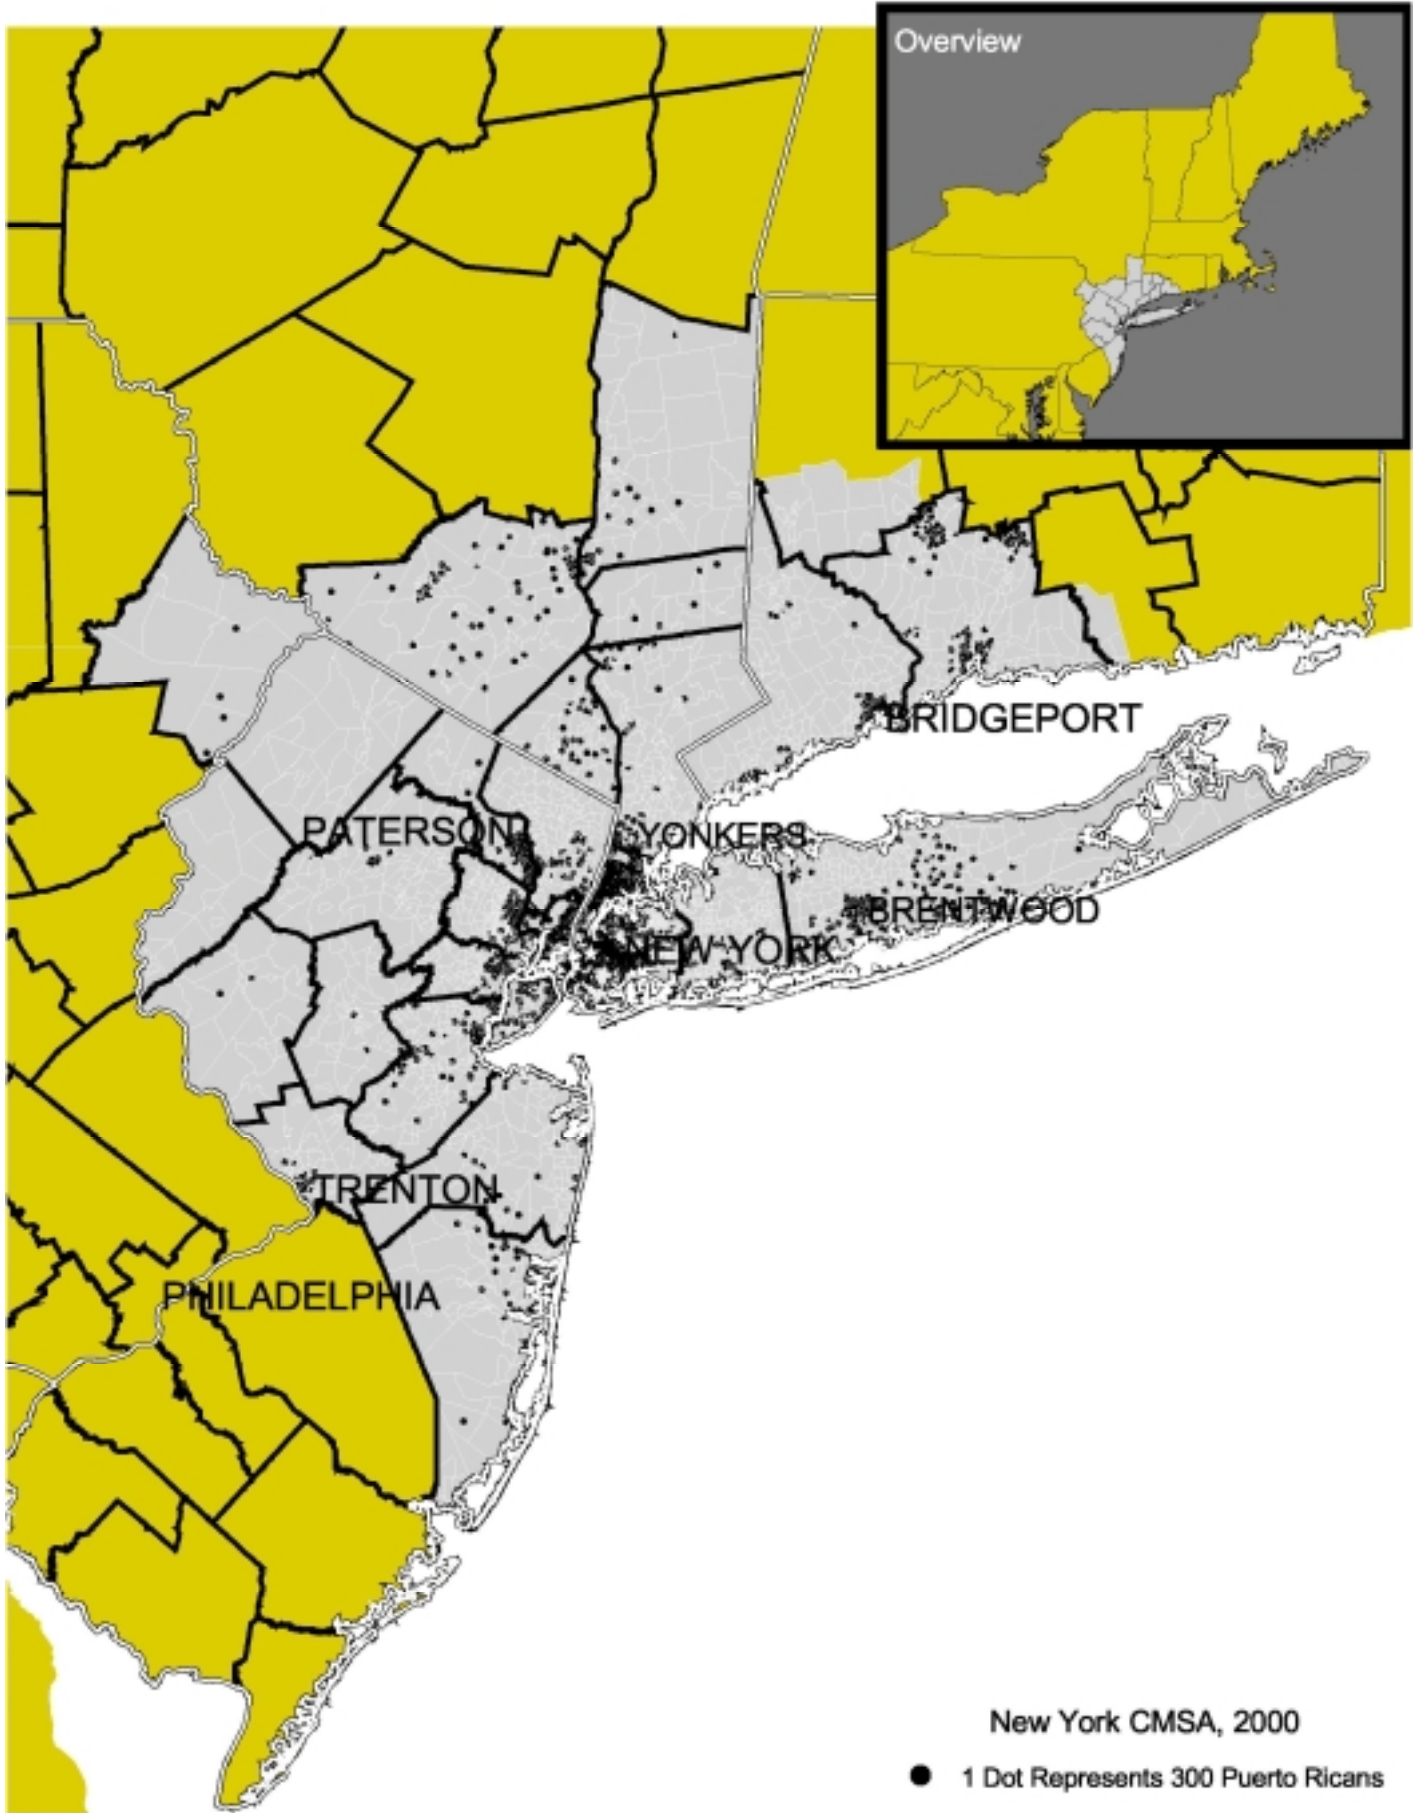 Overview
BRIDGEPORT
PATERSON
YONKERS
BRENTWOOD
NEW YORK
TRENTON
PHILADELPHIA
New York CMSA, 2000
1 Dot Represents 300 Puerto Ricans